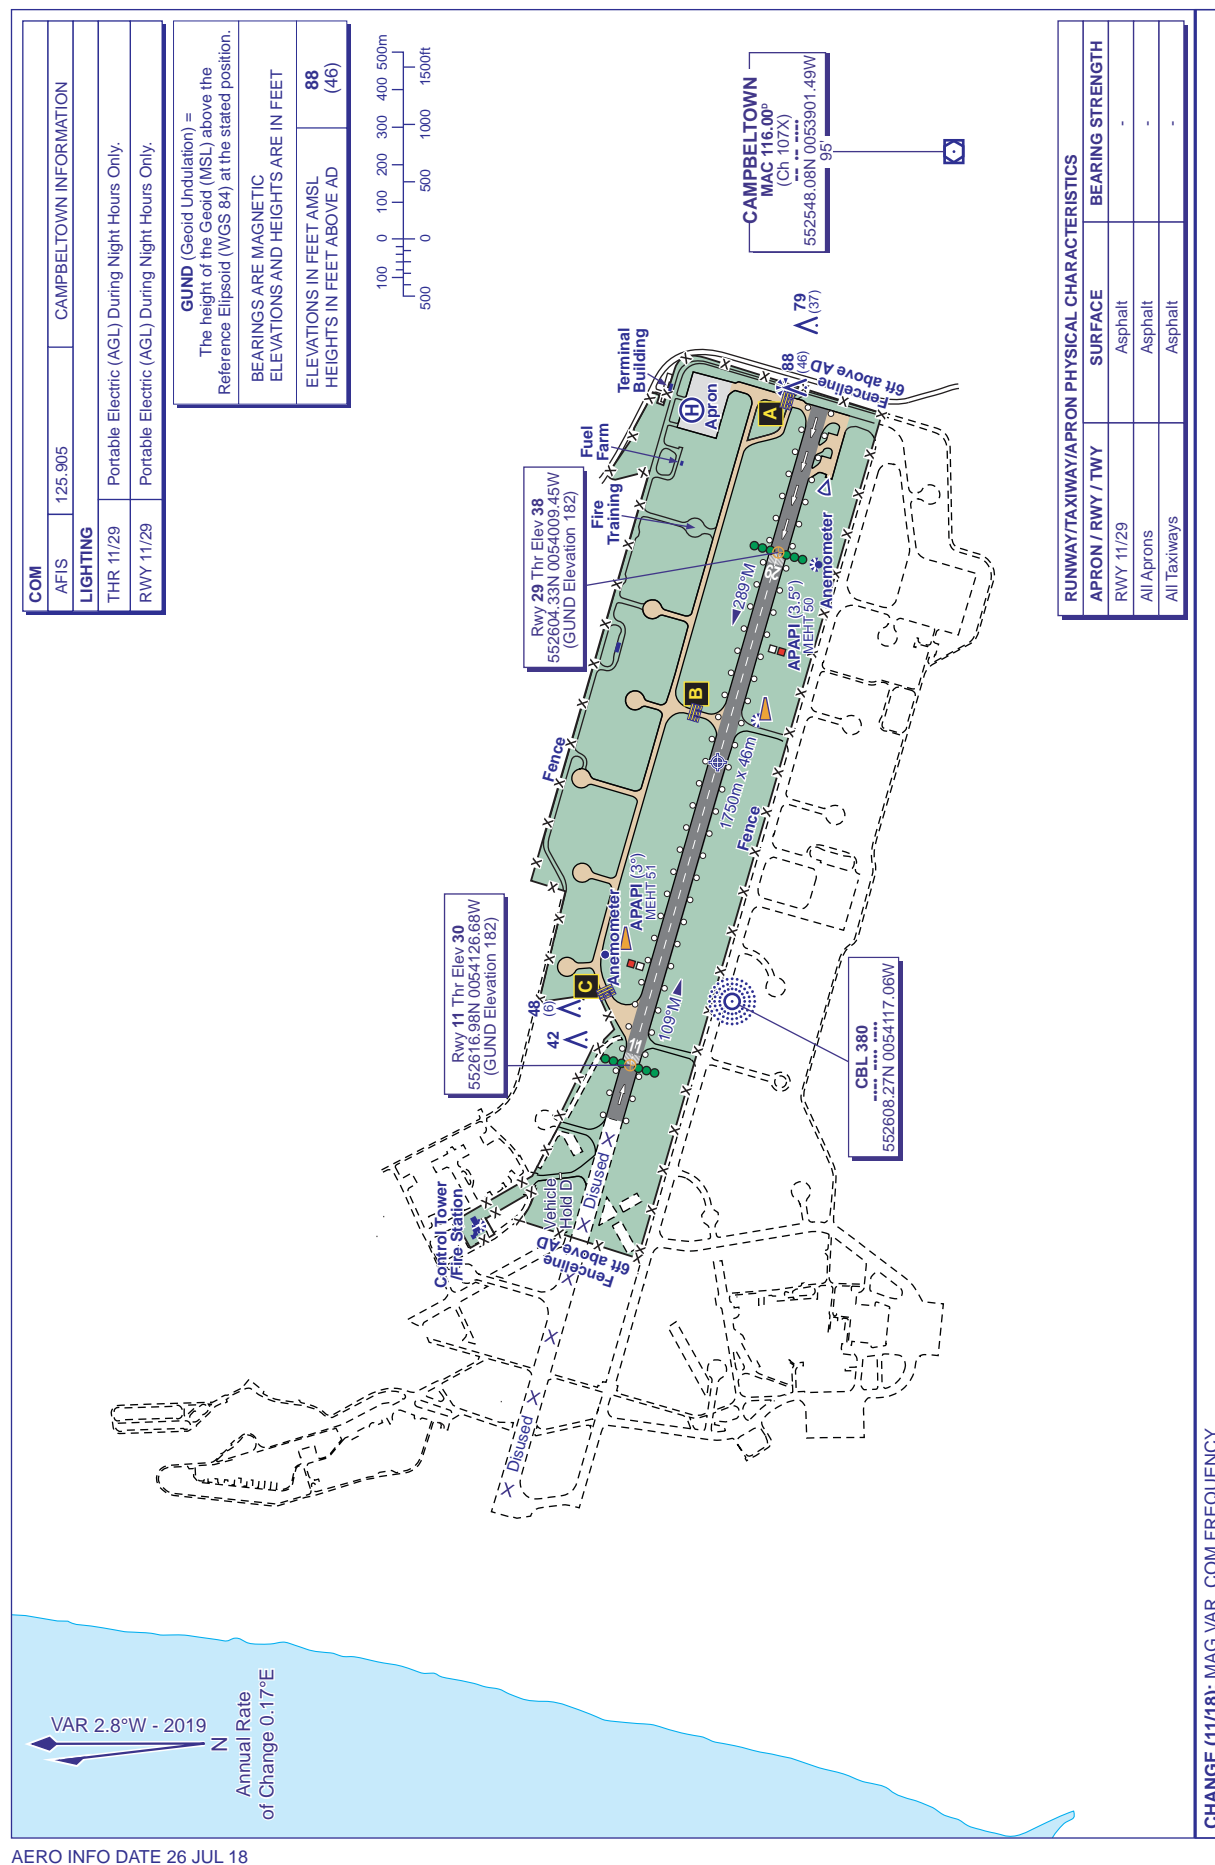 COM
AFIS 125.905 CAMPBELTOWN INFORMATION
LIGHTING
THR 11/29 Portable Electric (AGL) During Night Hours Only.
RWY 11/29 Portable Electric (AGL) During Night Hours Only.
GUND (Geoid Undulation) =
The height of the Geoid (MSL) above the
Reference Elipsoid (WGS 84) at the stated position.
BEARINGS ARE MAGNETIC
ELEVATIONS AND HEIGHTS ARE IN FEET
ELEVATIONS IN FEET AMSL 88
HEIGHTS IN FEET ABOVE AD (46)
100 0 100 200 300 400 500m
500 0 500 1000 1500ft
CAMPBELTOWN
MAC 116.00ᴰ
(Ch 107X)
552548.08N 0053901.49W
95'
Terminal
Building
Fuel
Farm
Fire
Training
H
Apron
A
88
(46)
79
(37)
Fenceline
6ft above AD
Rwy 29 Thr Elev 38
552604.33N 0054009.45W
(GUND Elevation 182)
29
289°M
Anemometer
APAPI (3.5°)
MEHT 50
B
Fence
1750m x 46m
Fence
APAPI (3°)
MEHT 51
Anemometer
C
48
(6)
42
Rwy 11 Thr Elev 30
552616.98N 0054126.68W
(GUND Elevation 182)
11
109°M
CBL 380
552608.27N 0054117.06W
Control Tower
/Fire Station
Vehicle
Hold D
Disused
Fenceline
6ft above AD
Disused
RUNWAY/TAXIWAY/APRON PHYSICAL CHARACTERISTICS
APRON / RWY / TWY SURFACE BEARING STRENGTH
RWY 11/29 Asphalt -
All Aprons Asphalt -
All Taxiways Asphalt -
VAR 2.8°W - 2019
N
Annual Rate
of Change 0.17°E
CHANGE (11/18): MAG VAR. COM FREQUENCY.
AERO INFO DATE 26 JUL 18